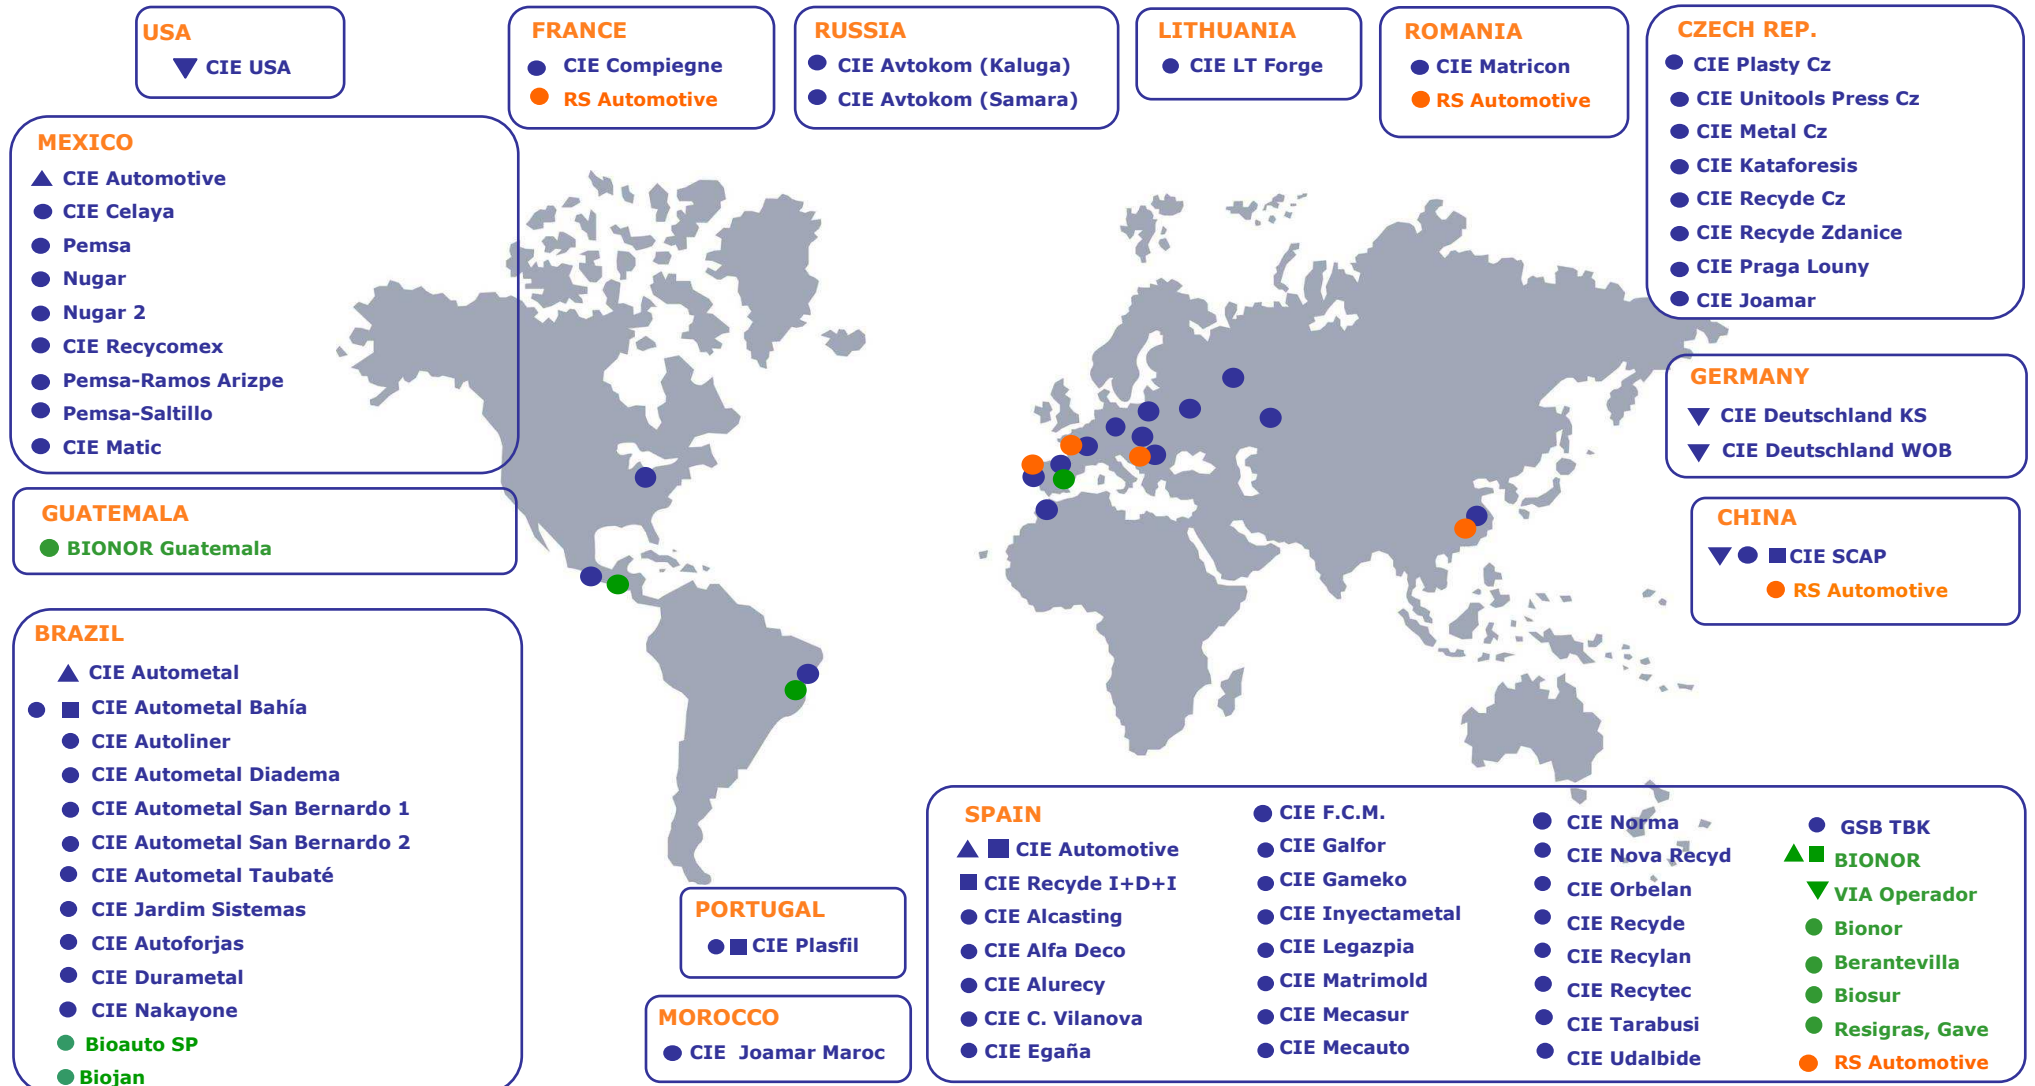 USA
CIE USA
FRANCE
CIE Compiegne
RS Automotive
RUSSIA
CIE Avtokom (Kaluga)
CIE Avtokom (Samara)
LITHUANIA
CIE LT Forge
ROMANIA
CIE Matricon
RS Automotive
CZECH REP.
CIE Plasty Cz
CIE Unitools Press Cz
CIE Metal Cz
CIE Kataforesis
CIE Recyde Cz
CIE Recyde Zdanice
CIE Praga Louny
CIE Joamar
MEXICO
CIE Automotive
CIE Celaya
Pemsa
Nugar
Nugar 2
CIE Recycomex
Pemsa-Ramos Arizpe
Pemsa-Saltillo
CIE Matic
GERMANY
CIE Deutschland KS
CIE Deutschland WOB
GUATEMALA
BIONOR Guatemala
CHINA
CIE SCAP
RS Automotive
BRAZIL
CIE Autometal
CIE Autometal Bahía
CIE Autoliner
CIE Autometal Diadema
CIE Autometal San Bernardo 1
CIE Autometal San Bernardo 2
CIE Autometal Taubaté
CIE Jardim Sistemas
CIE Autoforjas
CIE Durametal
CIE Nakayone
Bioauto SP
Biojan
PORTUGAL
CIE Plasfil
MOROCCO
CIE Joamar Maroc
SPAIN
CIE Automotive
CIE Recyde I+D+I
CIE Alcasting
CIE Alfa Deco
CIE Alurecy
CIE C. Vilanova
CIE Egaña
CIE F.C.M.
CIE Galfor
CIE Gameko
CIE Inyectametal
CIE Legazpia
CIE Matrimold
CIE Mecasur
CIE Mecauto
CIE Norma
CIE Nova Recyd
CIE Orbelan
CIE Recyde
CIE Recylan
CIE Recytec
CIE Tarabusi
CIE Udalbide
GSB TBK
BIONOR
VIA Operador
Bionor
Berantevilla
Biosur
Resigras, Gave
RS Automotive